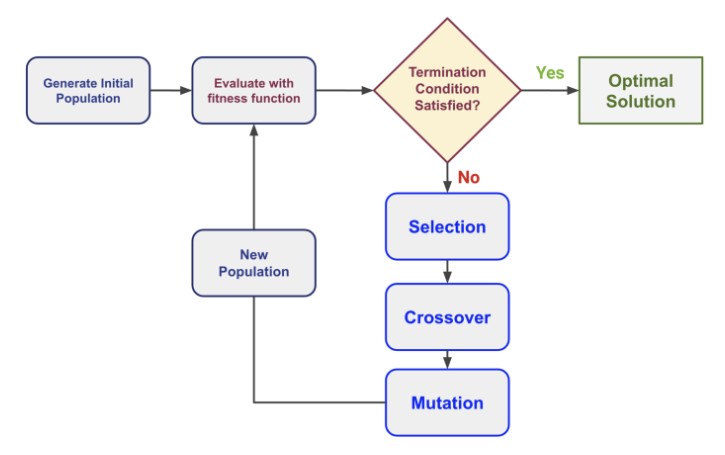 Generate Initial
Population
Evaluate with
fitness function
Termination
Condition
Satisfied?
Yes
Optimal
Solution
No
Selection
Crossover
Mutation
New
Population